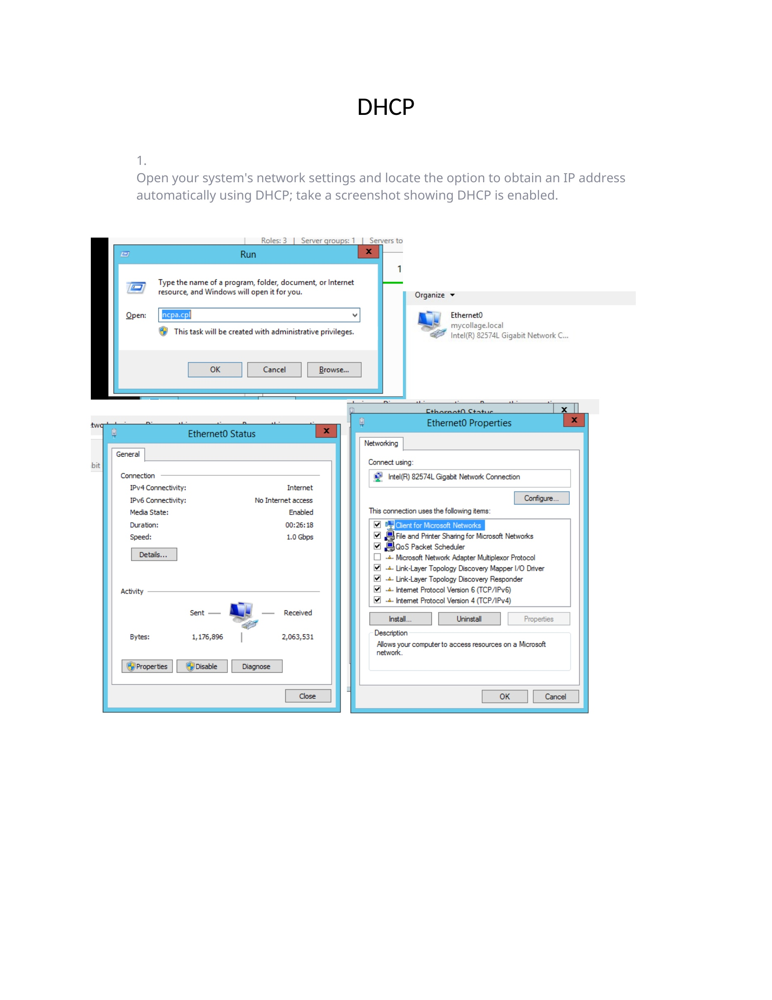 DHCP
1.
Open your system's network settings and locate the option to obtain an IP address
automatically using DHCP; take a screenshot showing DHCP is enabled.
Roles: 3 | Server groups: 1 | Servers to
Run
x
1
Type the name of a program, folder, document, or Internet
resource, and Windows will open it for you.
Open: ncpa.cpl
This task will be created with administrative privileges.
OK Cancel Browse...
Organize
Ethernet0
mycollage.local
Intel(R) 82574L Gigabit Network C...
Ethernet0 Status
x
General
Connection
IPv4 Connectivity: Internet
IPv6 Connectivity: No Internet access
Media State: Enabled
Duration: 00:26:18
Speed: 1.0 Gbps
Details...
Activity
Sent Received
Bytes: 1,176,896 2,063,531
Properties Disable Diagnose
Close
Ethernet0 Status
x
Ethernet0 Properties
x
Networking
Connect using:
Intel(R) 82574L Gigabit Network Connection
Configure...
This connection uses the following items:
Client for Microsoft Networks
File and Printer Sharing for Microsoft Networks
QoS Packet Scheduler
Microsoft Network Adapter Multiplexor Protocol
Link-Layer Topology Discovery Mapper I/O Driver
Link-Layer Topology Discovery Responder
Internet Protocol Version 6 (TCP/IPv6)
Internet Protocol Version 4 (TCP/IPv4)
Install... Uninstall Properties
Description
Allows your computer to access resources on a Microsoft
network.
OK Cancel